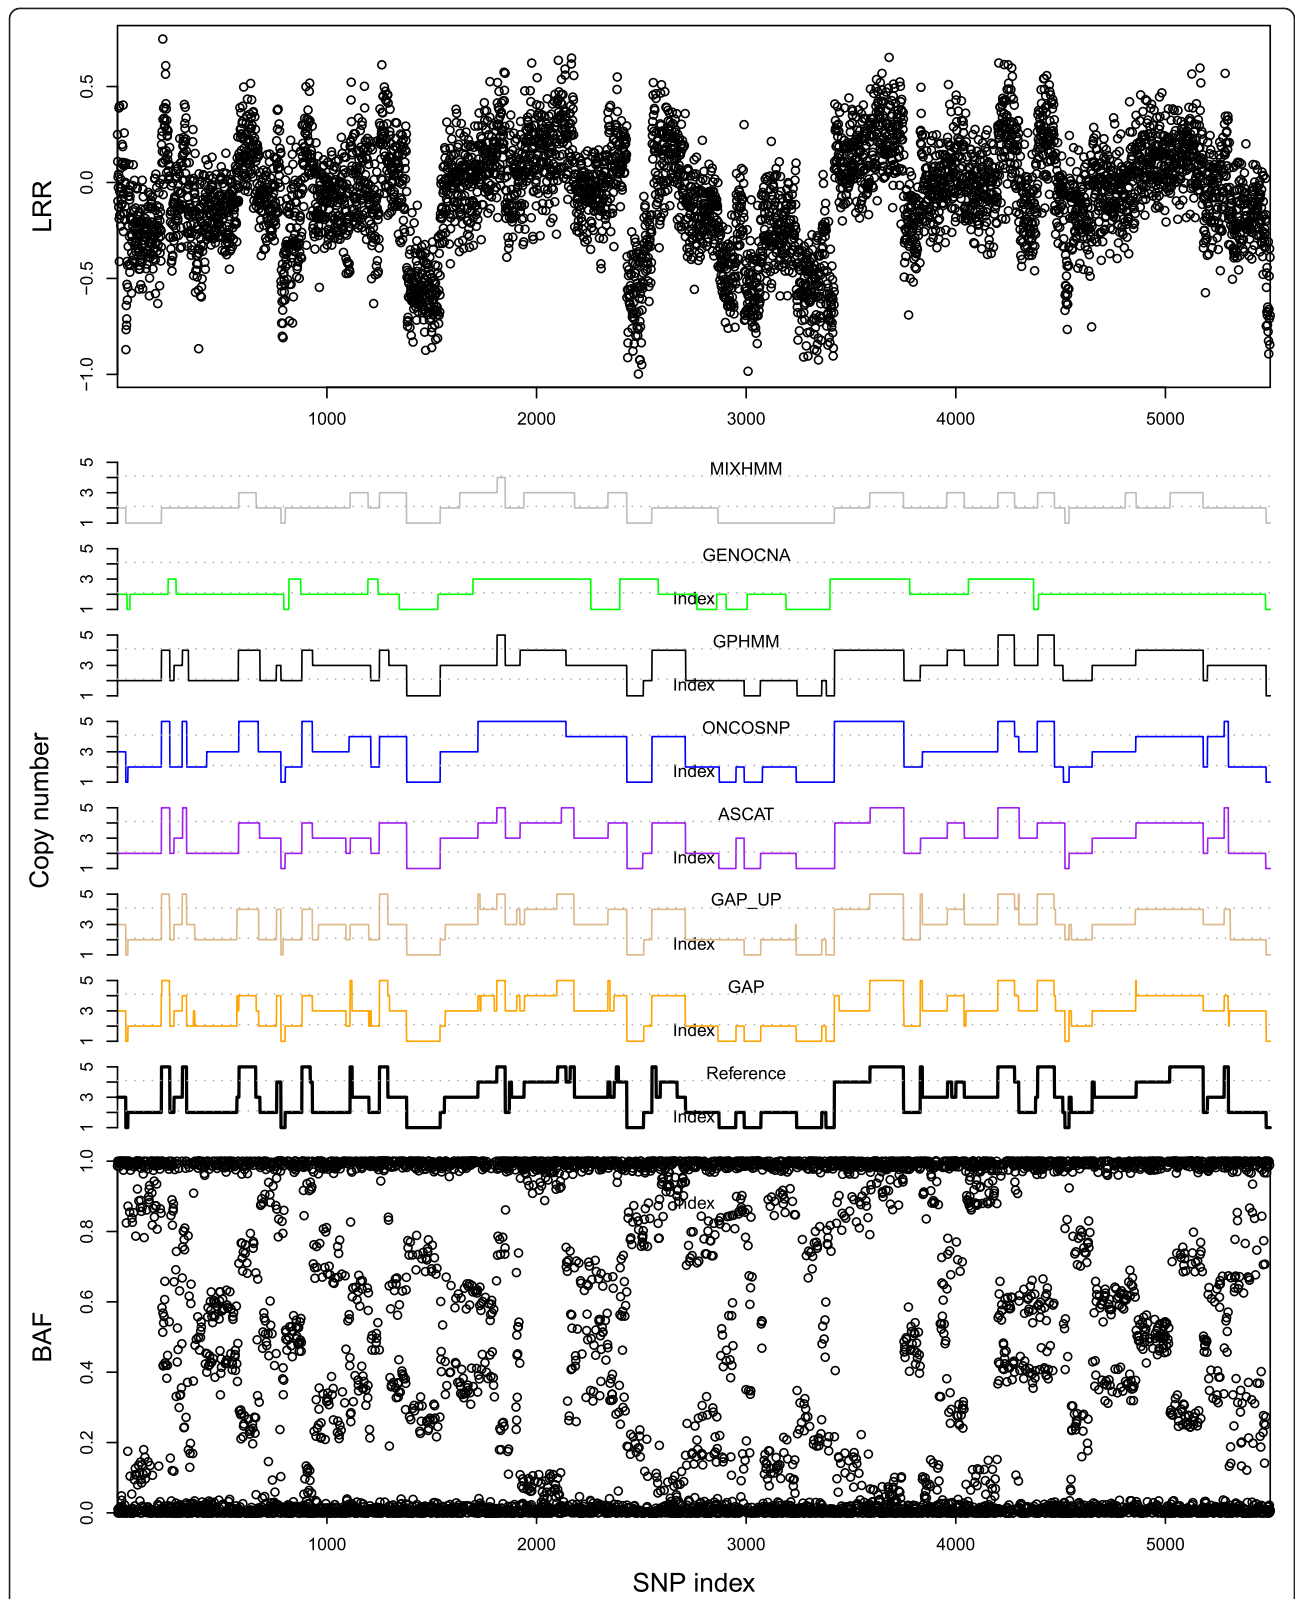 LRR
0.5
0.0
−0.5
−1.0
1000 2000 3000 4000 5000
Copy number
MIXHMM
5
3
1
GENOCNA
5
3
1
Index
GPHMM
5
3
1
Index
ONCOSNP
5
3
1
Index
ASCAT
5
3
1
Index
GAP_UP
5
3
1
Index
GAP
5
3
1
Index
Reference
5
3
1
Index
BAF
1.0
Index
0.8
0.6
0.4
0.2
0.0
1000 2000 3000 4000 5000
SNP index